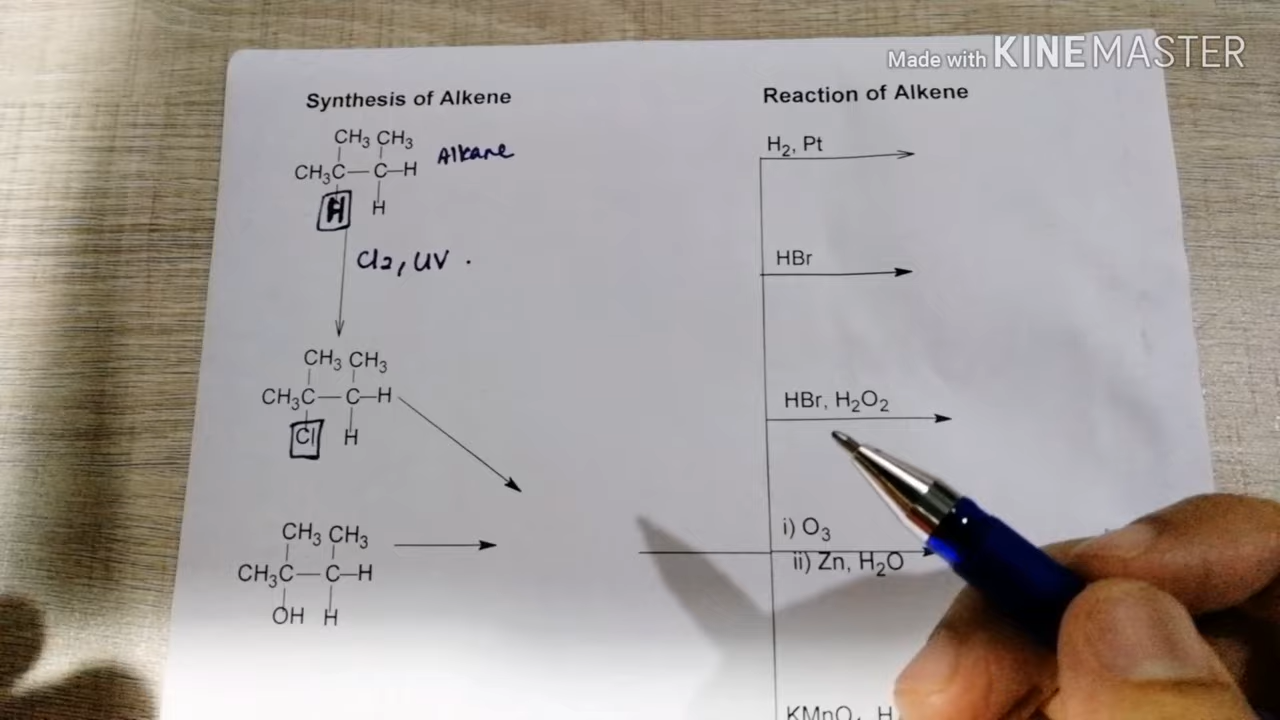 Made with KINEMASTER
Synthesis of Alkene
CH₃ CH₃
Alkane
CH₃C—C—H
H H
Cl₂, UV.
CH₃ CH₃
CH₃C—C—H
Cl H
CH₃ CH₃
CH₃C—C—H
OH H
Reaction of Alkene
H₂, Pt
HBr
HBr, H₂O₂
i) O₃
ii) Zn, H₂O